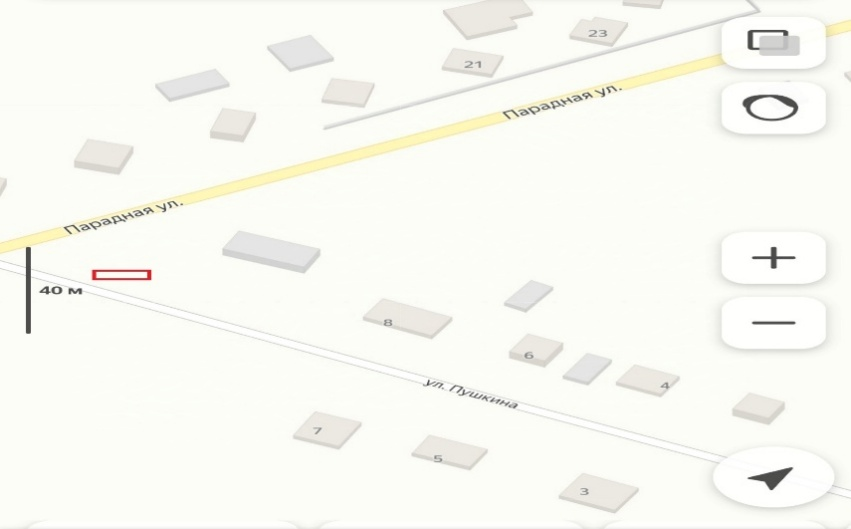 23
21
Парадная ул.
Парадная ул.
40 м
8
6
4
ул. Пушкина
7
5
3